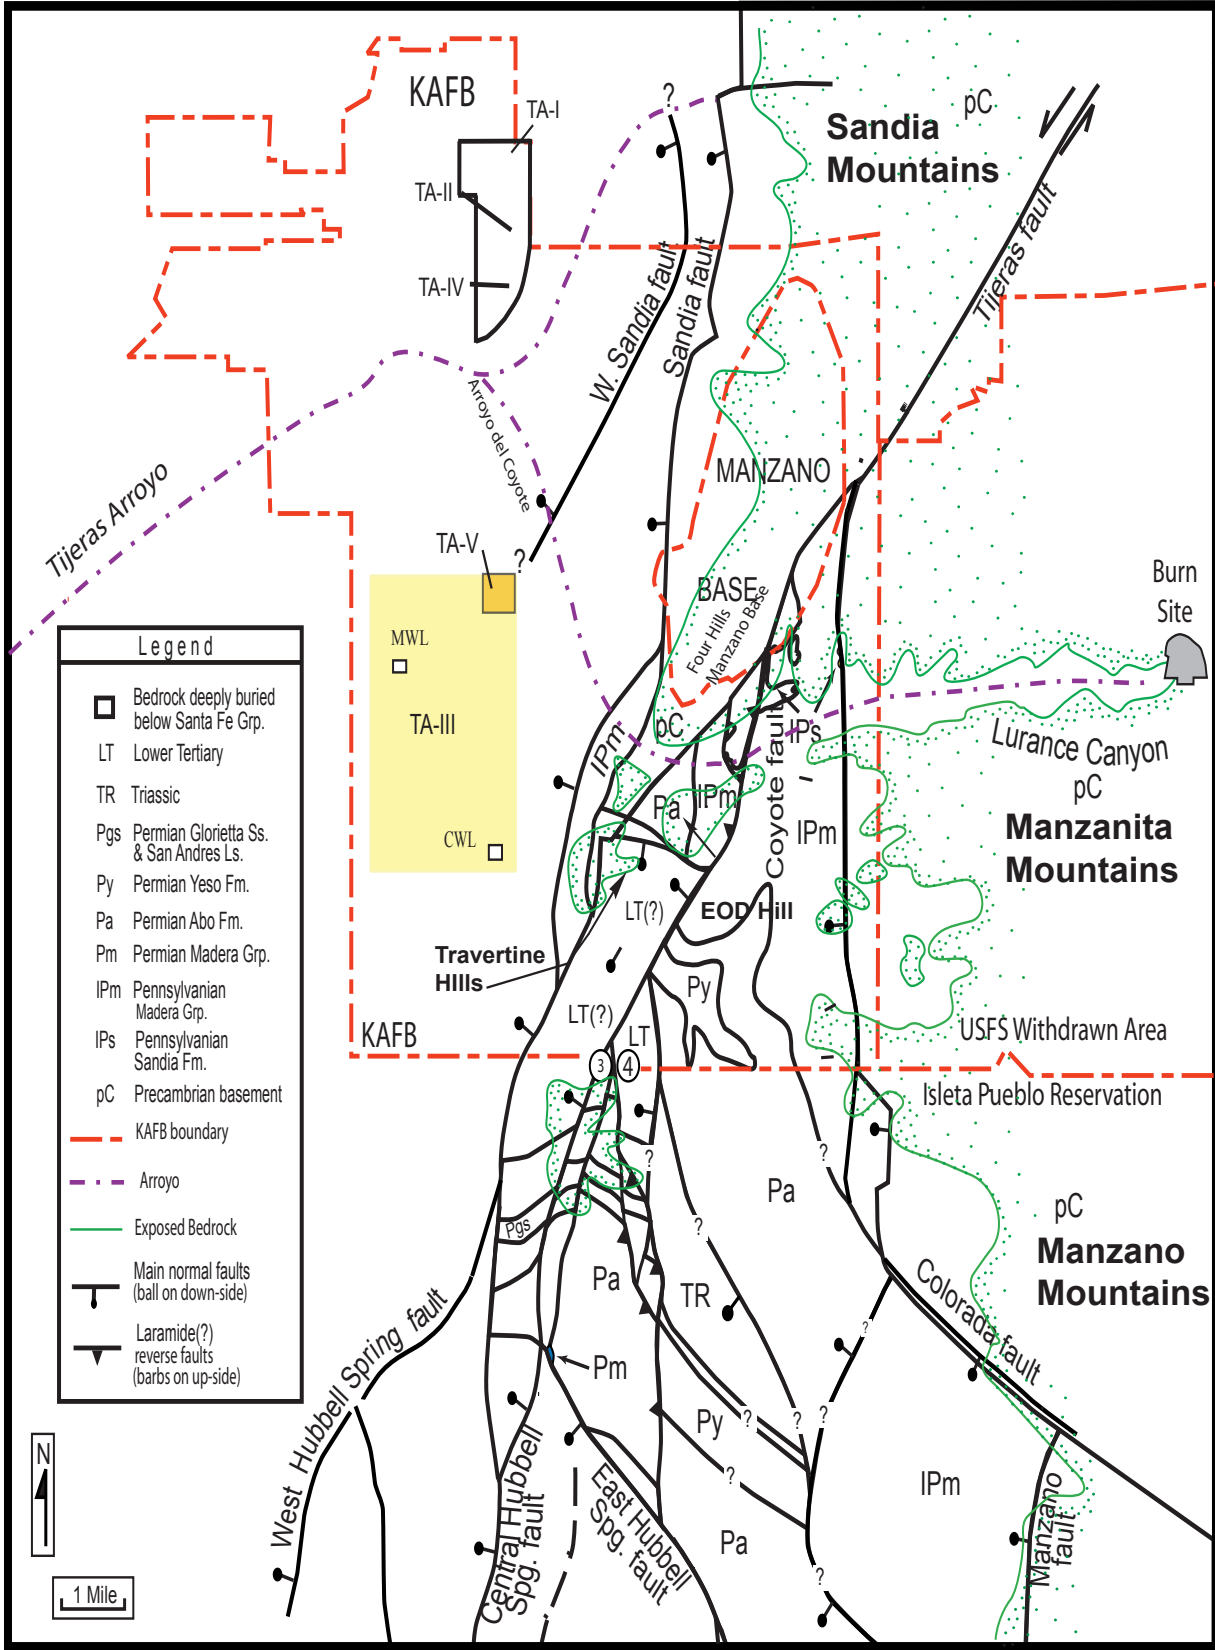 KAFB
TA-I
TA-II
TA-IV
?
pC
Sandia
Mountains
Tijeras fault
W. Sandia fault
Sandia fault
Arroyo del Coyote
Tijeras Arroyo
MANZANO
BASE
Four Hills
Manzano Base
TA-V
?
MWL
TA-III
CWL
Burn
Site
Lurance Canyon
pC
Manzanita
Mountains
IPm
pC
IPs
Coyote fault
Pa
IPm
IPm
LT(?)
EOD Hill
Travertine
HIlls
Py
LT(?)
LT
KAFB
3
4
USFS Withdrawn Area
Isleta Pueblo Reservation
Legend
Bedrock deeply buried
below Santa Fe Grp.
LT Lower Tertiary
TR Triassic
Pgs Permian Glorietta Ss.
& San Andres Ls.
Py Permian Yeso Fm.
Pa Permian Abo Fm.
Pm Permian Madera Grp.
IPm Pennsylvanian
Madera Grp.
IPs Pennsylvanian
Sandia Fm.
pC Precambrian basement
KAFB boundary
Arroyo
Exposed Bedrock
Main normal faults
(ball on down-side)
Laramide(?)
reverse faults
(barbs on up-side)
?
?
Pa
pC
Manzano
Mountains
Pgs
?
Pa
TR
Colorada fault
West Hubbell Spring fault
?
Pm
Py
?
?
?
?
IPm
Pa
Central Hubbell
Spg. fault
East Hubbell
Spg. fault
Manzano
fault
?
N
1 Mile